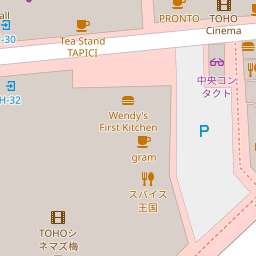 all
PRONTO
TOHO
Cinema
-30
Tea Stand
TAPICI
中央コン
タクト
H-32
Wendy's
First Kitchen
P
gram
スパイス
王国
TOHOシ
ネマズ梅